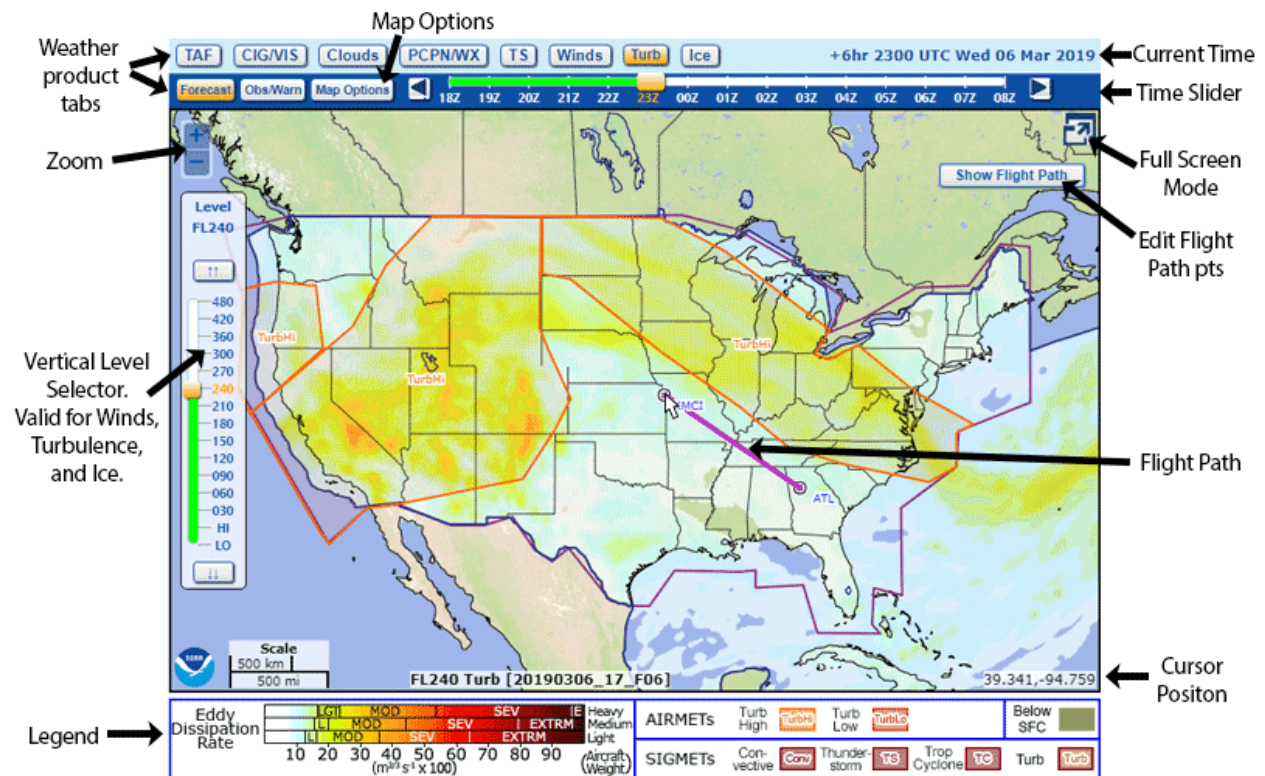 Map Options
Weather
product
tabs
TAF CIG/VIS Clouds PCPN/WX TS Winds Turb Ice
+6hr 2300 UTC Wed 06 Mar 2019
Current Time
Forecast Obs/Warn Map Options
18Z 19Z 20Z 21Z 22Z 23Z 00Z 01Z 02Z 03Z 04Z 05Z 06Z 07Z 08Z
Time Slider
+
−
Zoom
Full Screen
Mode
Show Flight Path
Edit Flight
Path pts
Level
FL240
↑↑
480
420
360
300
270
240
210
180
150
120
090
060
030
HI
LO
↓↓
Vertical Level
Selector.
Valid for Winds,
Turbulence,
and Ice.
TurbHi
TurbHi
TurbHi
MCI
ATL
Flight Path
Scale
500 km
500 mi
FL240 Turb [20190306_17_F06]
39.341,-94.759
Cursor
Positon
Legend
Eddy
Dissipation
Rate
LGT MOD SEV E Heavy
L MOD SEV EXTRM Medium
L MOD SEV EXTRM Light
10 20 30 40 50 60 70 80 90 (Aircraft
(m²ᐟ³ s⁻¹ x 100) Weight)
AIRMETs Turb High TurbHi Turb Low TurbLo
Below
SFC
SIGMETs Con-vective Conv Thunder-storm TS Trop Cyclone TC Turb Turb